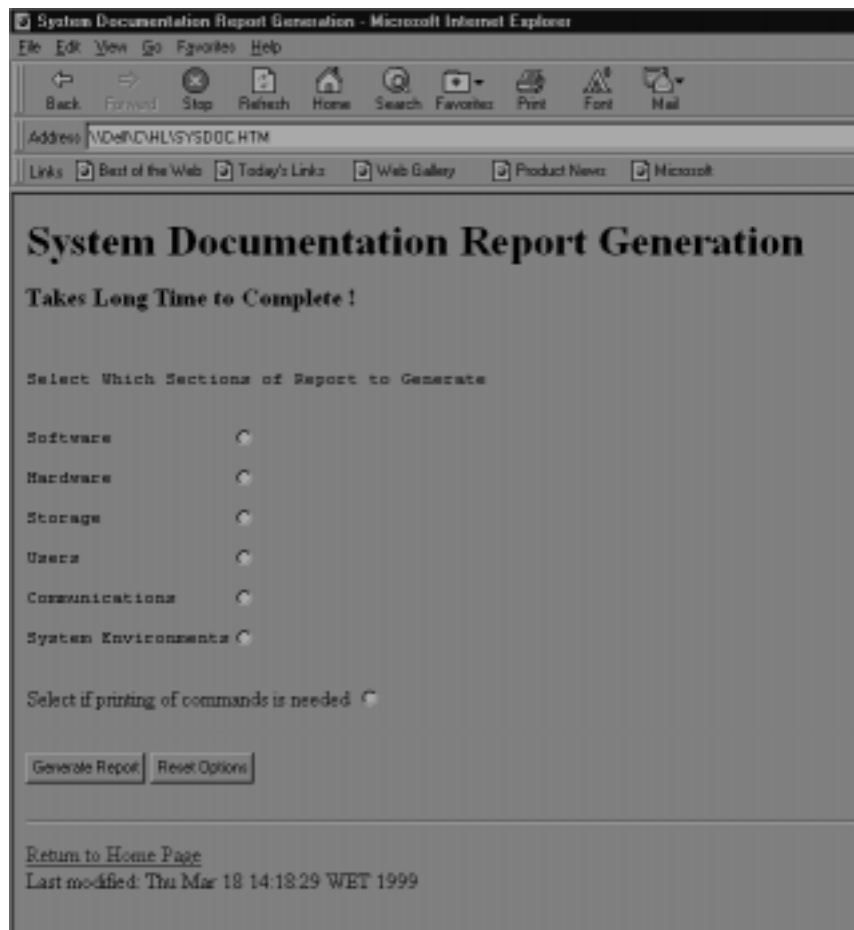 System Documentation Report Generation - Microsoft Internet Explorer
File Edit View Go Favorites Help
Back Forward Stop Refresh Home Search Favorites Print Font Mail
Address \\Dell\C\HL\SYSDOC.HTM
Links Best of the Web Today's Links Web Gallery Product News Microsoft
System Documentation Report Generation
Takes Long Time to Complete !
Select Which Sections of Report to Generate
Software
Hardware
Storage
Users
Communications
System Environments
Select if printing of commands is needed
Generate Report Reset Options
Return to Home Page
Last modified: Thu Mar 18 14:18:29 WET 1999